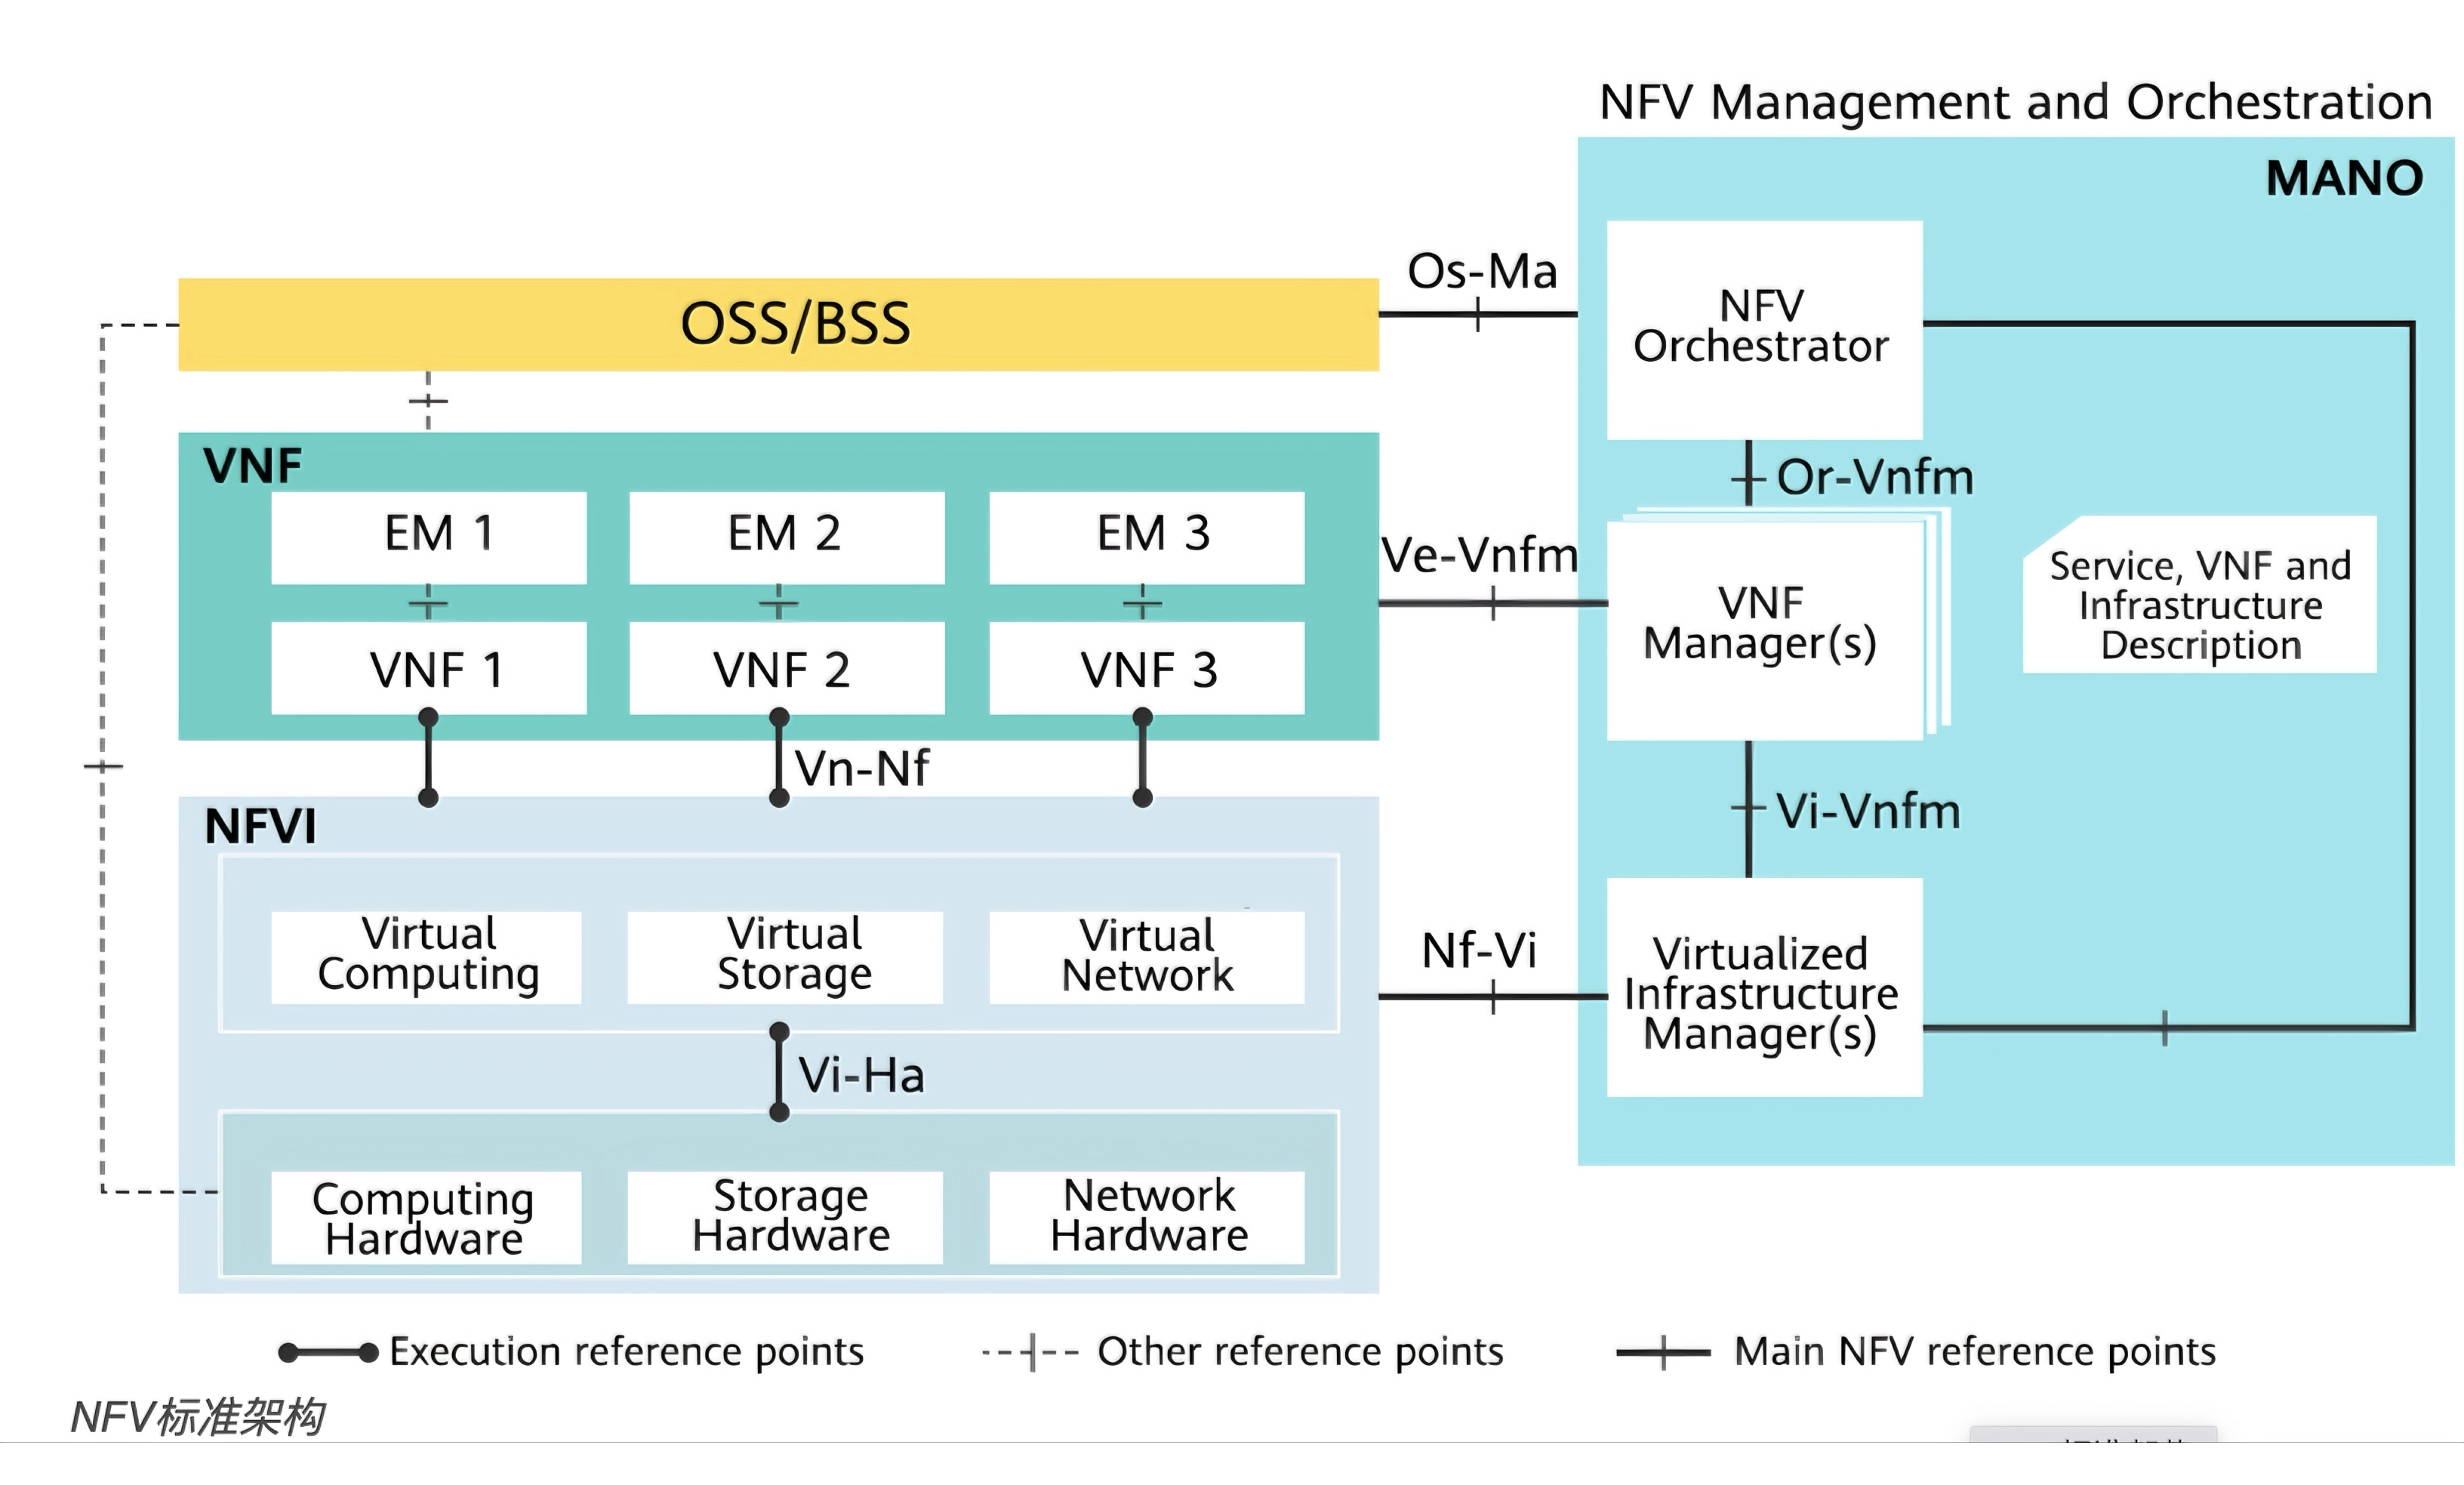 NFV Management and Orchestration
MANO
OSS/BSS
Os-Ma
NFV
Orchestrator
Or-Vnfm
VNF
EM 1
EM 2
EM 3
VNF 1
VNF 2
VNF 3
Ve-Vnfm
VNF
Manager(s)
Service, VNF and
Infrastructure
Description
Vn-Nf
Vi-Vnfm
NFVI
Virtual
Computing
Virtual
Storage
Virtual
Network
Nf-Vi
Virtualized
Infrastructure
Manager(s)
Vi-Ha
Computing
Hardware
Storage
Hardware
Network
Hardware
Execution reference points
Other reference points
Main NFV reference points
NFV标准架构